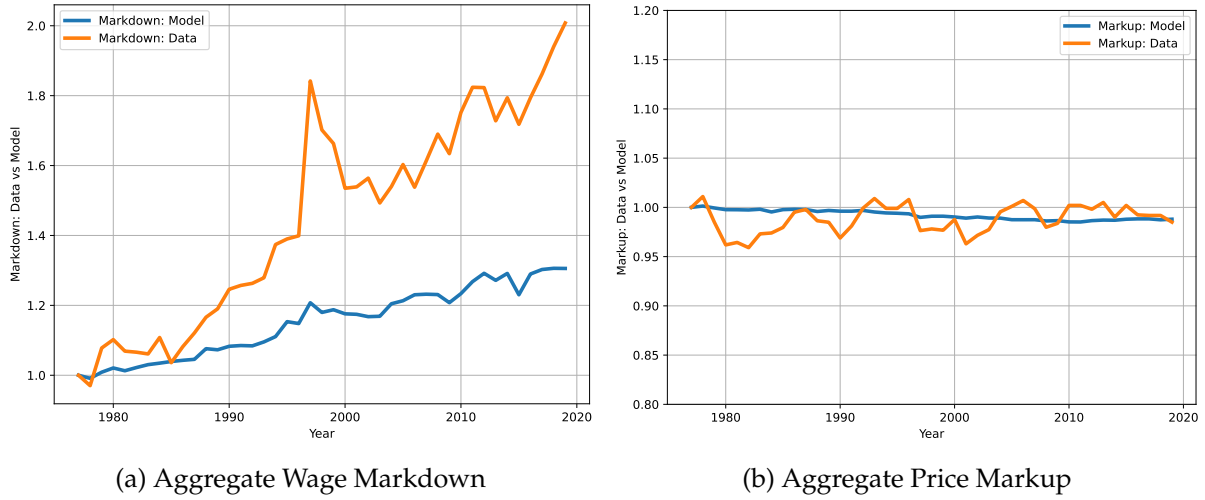 Markdown: Model
Markdown: Data
Markdown: Data vs Model
2.0
1.8
1.6
1.4
1.2
1.0
1980
1990
2000
2010
2020
Year
(a) Aggregate Wage Markdown
Markup: Model
Markup: Data
Markup: Data vs Model
1.20
1.15
1.10
1.05
1.00
0.95
0.90
0.85
0.80
1980
1990
2000
2010
2020
Year
(b) Aggregate Price Markup